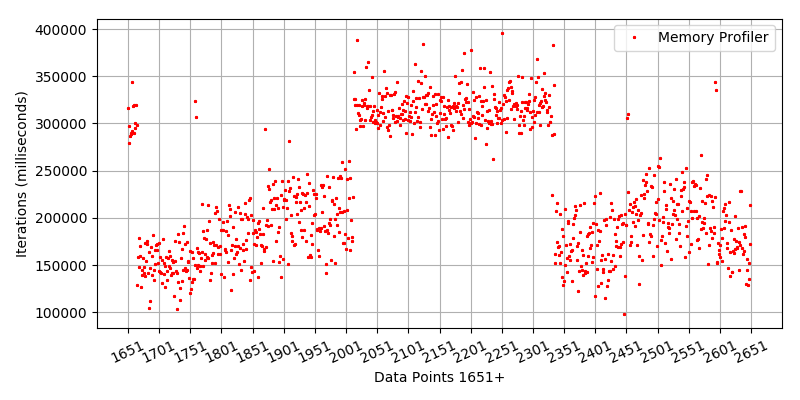 Memory Profiler
Iterations (milliseconds)
400000
350000
300000
250000
200000
150000
100000
1651 1701 1751 1801 1851 1901 1951 2001 2051 2101 2151 2201 2251 2301 2351 2401 2451 2501 2551 2601 2651
Data Points 1651+